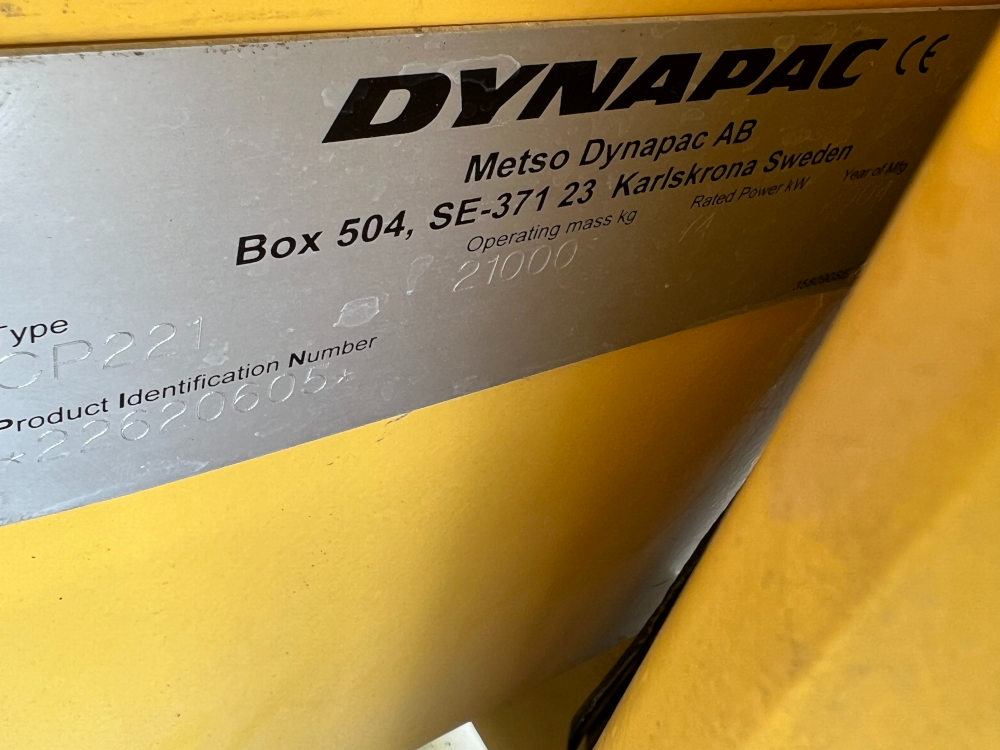 DYNAPAC CE
Metso Dynapac AB
Box 504, SE-371 23 Karlskrona Sweden
Operating mass kg Rated Power kW Year of Mfg
21000
Type
CP221
Product Identification Number
*22620605*